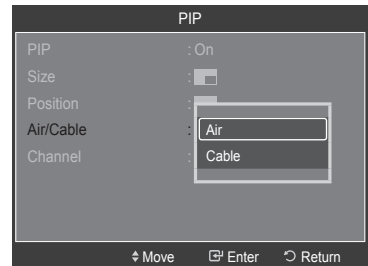 PIP
PIP : On
Size :
Position :
Air/Cable : Air
Channel : Cable
Move Enter Return